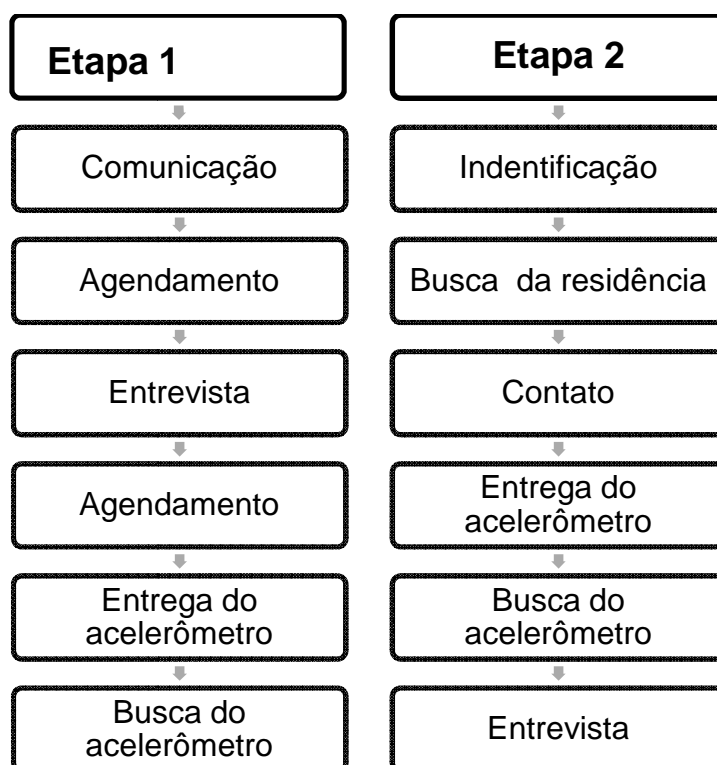 Etapa 1
Comunicação
Agendamento
Entrevista
Agendamento
Entrega do
acelerômetro
Busca do
acelerômetro
Etapa 2
Indentificação
Busca da residência
Contato
Entrega do
acelerômetro
Busca do
acelerômetro
Entrevista